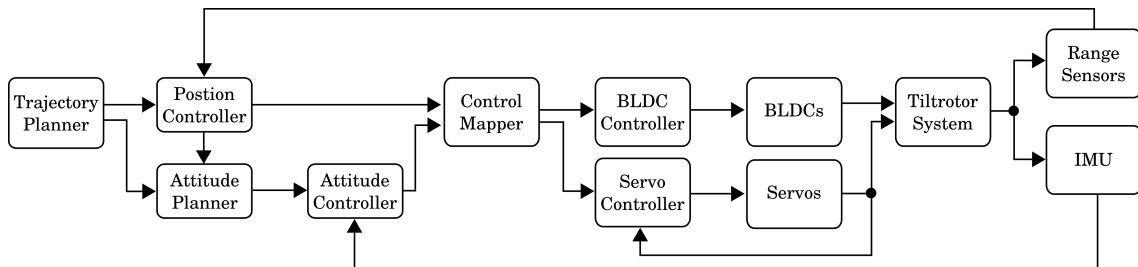 Trajectory
Planner
Postion
Controller
Attitude
Planner
Attitude
Controller
Control
Mapper
BLDC
Controller
Servo
Controller
BLDCs
Servos
Tiltrotor
System
Range
Sensors
IMU